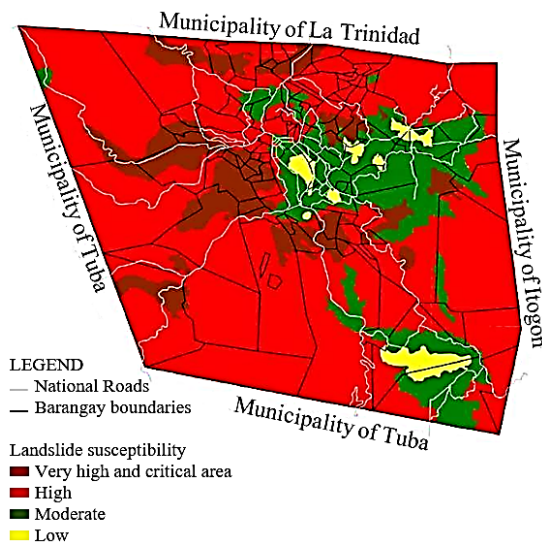 Municipality of La Trinidad
Municipality of Tuba
Municipality of Itogon
Municipality of Tuba
LEGEND
National Roads
Barangay boundaries
Landslide susceptibility
Very high and critical area
High
Moderate
Low